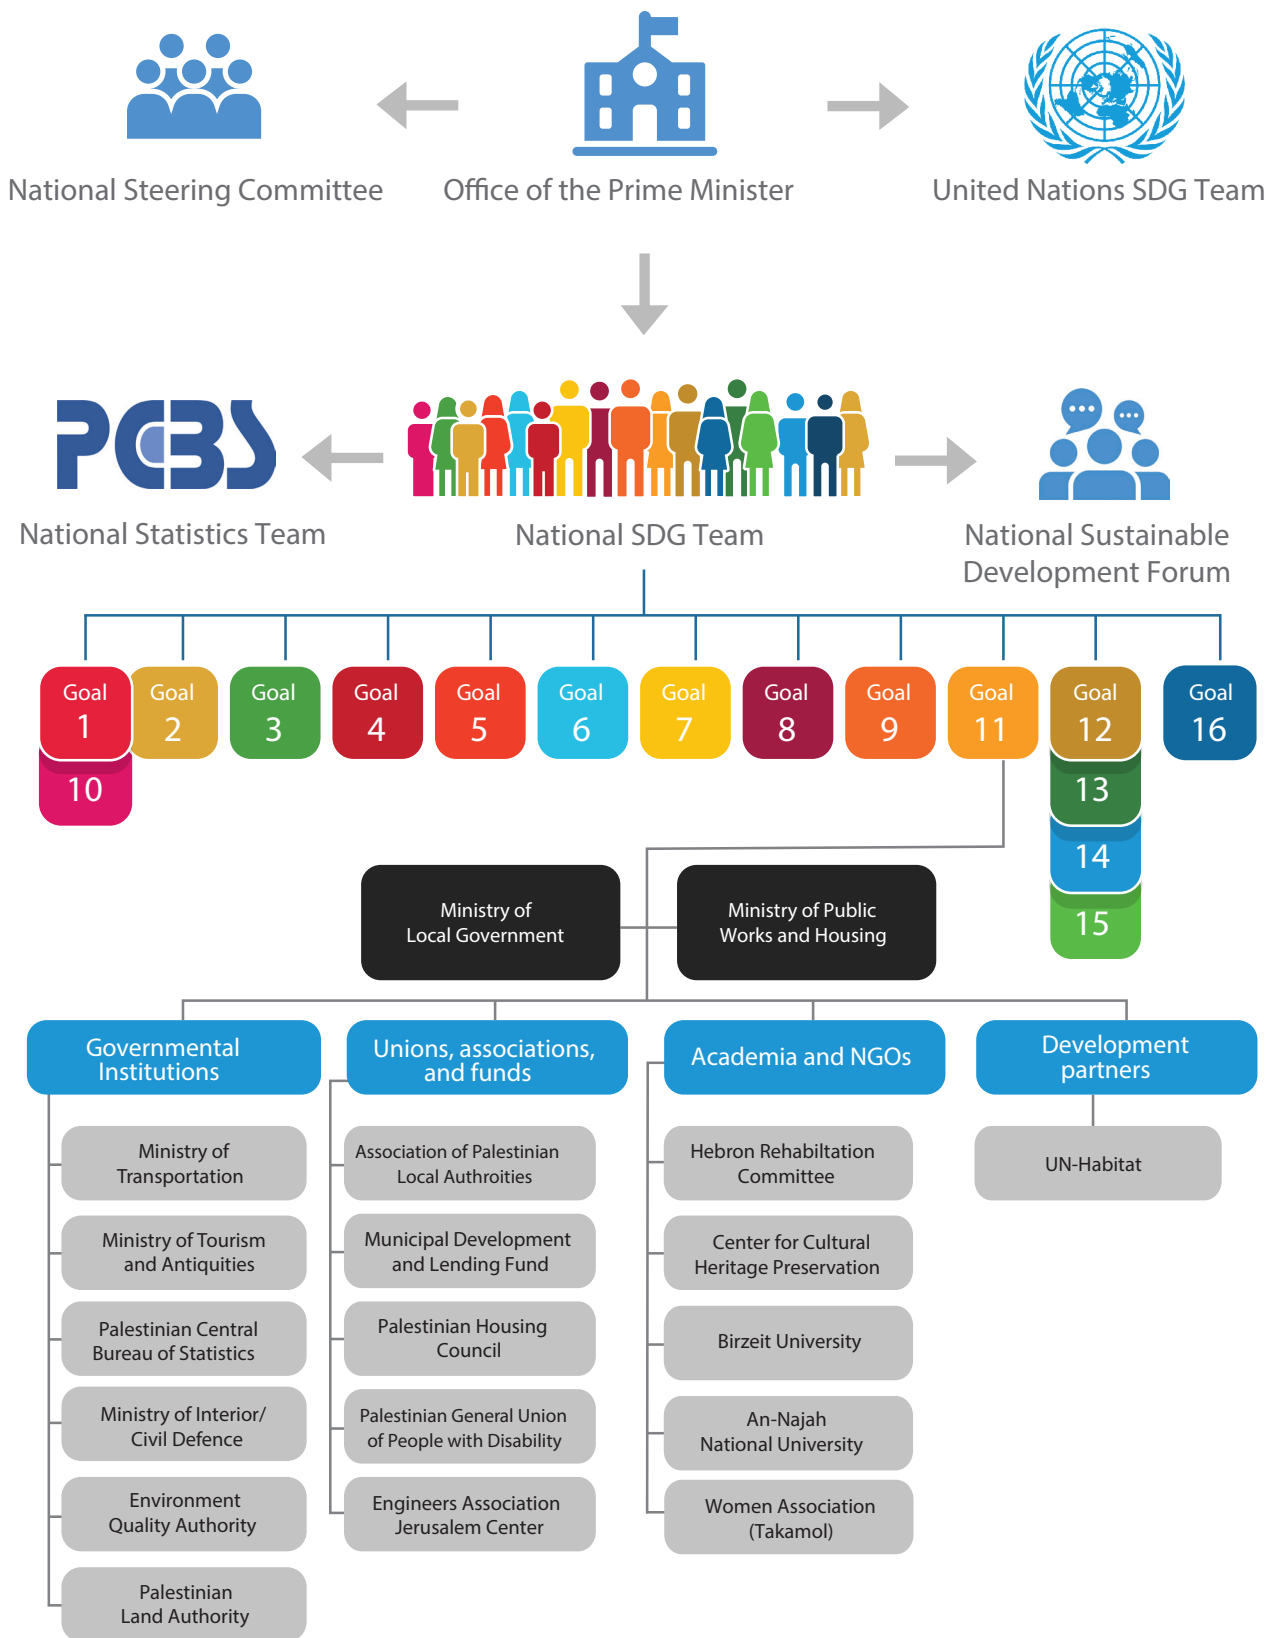 National Steering Committee
Office of the Prime Minister
United Nations SDG Team
PCBS
National Statistics Team
National SDG Team
National Sustainable
Development Forum
Goal
1
10
Goal
2
Goal
3
Goal
4
Goal
5
Goal
6
Goal
7
Goal
8
Goal
9
Goal
11
Goal
12
13
14
15
Goal
16
Ministry of
Local Government
Ministry of Public
Works and Housing
Governmental
Institutions
Ministry of
Transportation
Ministry of Tourism
and Antiquities
Palestinian Central
Bureau of Statistics
Ministry of Interior/
Civil Defence
Environment
Quality Authority
Palestinian
Land Authority
Unions, associations,
and funds
Association of Palestinian
Local Authroities
Municipal Development
and Lending Fund
Palestinian Housing
Council
Palestinian General Union
of People with Disability
Engineers Association
Jerusalem Center
Academia and NGOs
Hebron Rehabiltation
Committee
Center for Cultural
Heritage Preservation
Birzeit University
An-Najah
National University
Women Association
(Takamol)
Development
partners
UN-Habitat